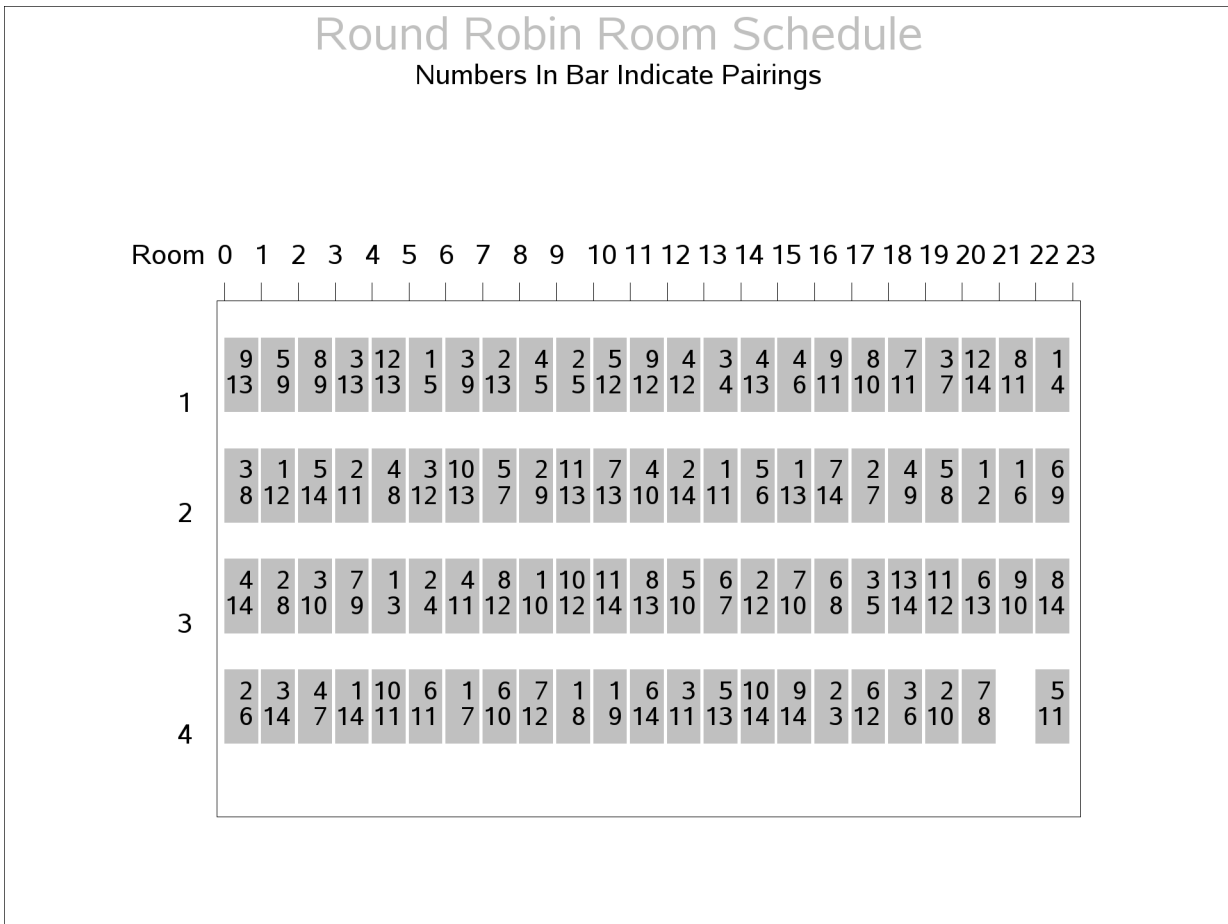 Round Robin Room Schedule
Numbers In Bar Indicate Pairings
Room 0 1 2 3 4 5 6 7 8 9 10 11 12 13 14 15 16 17 18 19 20 21 22 23
9 5 8 3 12 1 3 2 4 2 5 9 4 3 4 4 9 8 7 3 12 8 1
13 9 9 13 13 5 9 13 5 5 12 12 12 4 13 6 11 10 11 7 14 11 4
1
3 1 5 2 4 3 10 5 2 11 7 4 2 1 5 1 7 2 4 5 1 1 6
8 12 14 11 8 12 13 7 9 13 13 10 14 11 6 13 14 7 9 8 2 6 9
2
4 2 3 7 1 2 4 8 1 10 11 8 5 6 2 7 6 3 13 11 6 9 8
14 8 10 9 3 4 11 12 10 12 14 13 10 7 12 10 8 5 14 12 13 10 14
3
2 3 4 1 10 6 1 6 7 1 1 6 3 5 10 9 2 6 3 2 7 5
6 14 7 14 11 11 7 10 12 8 9 14 11 13 14 14 3 12 6 10 8 11
4